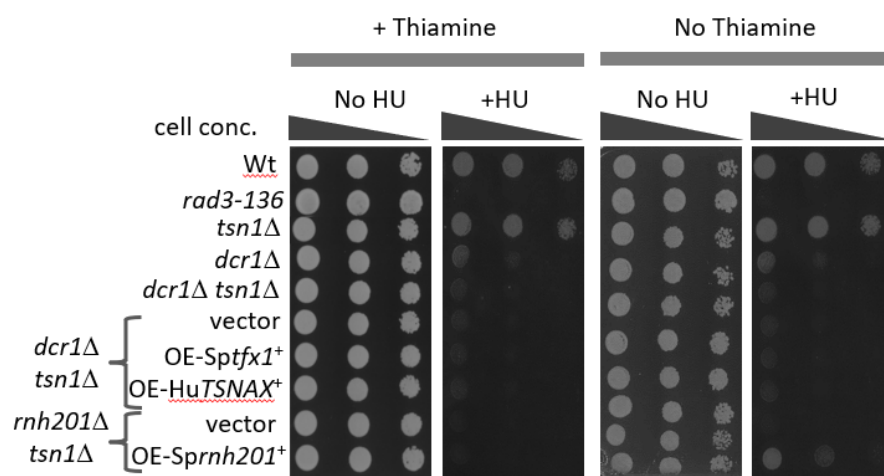 + Thiamine No Thiamine
No HU +HU No HU +HU
cell conc.
Wt
rad3-136
tsn1Δ
dcr1Δ
dcr1Δ tsn1Δ
vector
dcr1Δ
OE-Sptfx1⁺
tsn1Δ
OE-HuTSNAX⁺
rnh201Δ
vector
tsn1Δ
OE-Sprnh201⁺